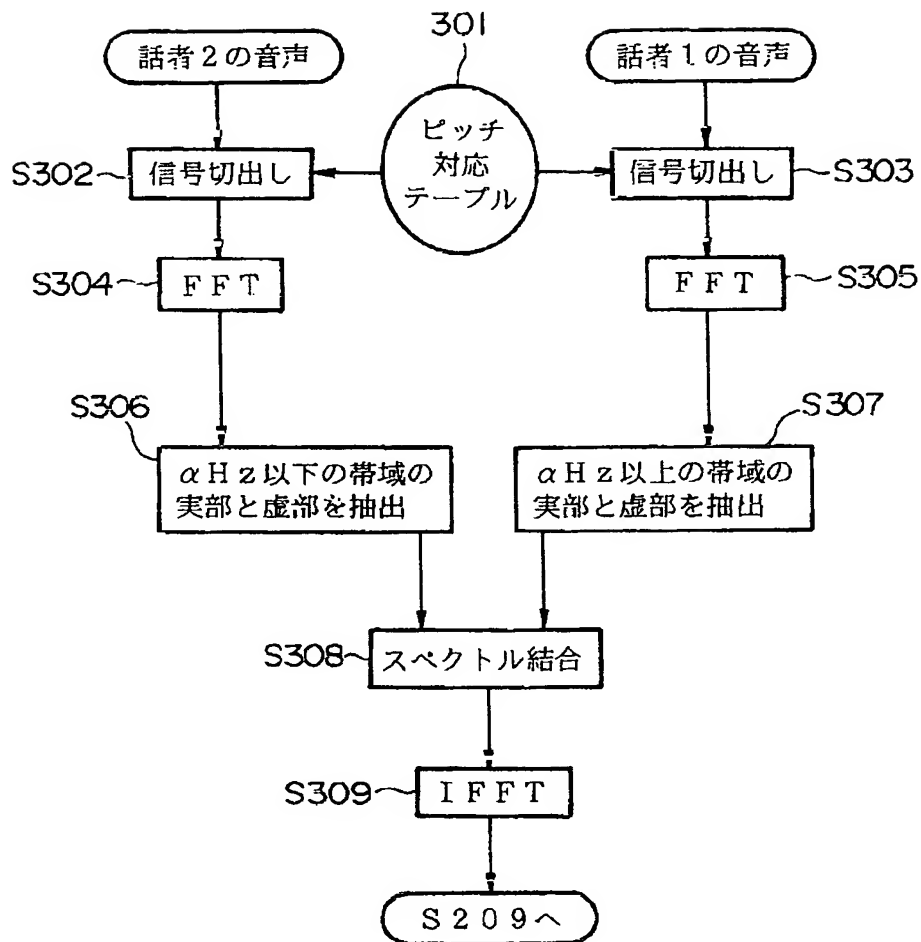 301
話者2の音声
話者1の音声
ピッチ
対応
テーブル
S302
信号切出し
信号切出し
S303
S304
FFT
FFT
S305
S306
S307
αHz以下の帯域の
実部と虚部を抽出
αHz以上の帯域の
実部と虚部を抽出
S308
スペクトル結合
S309
IFFT
S209へ